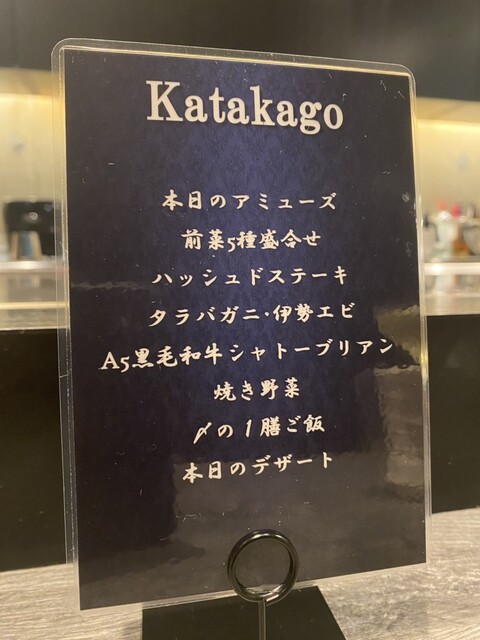 Katakago
本日のアミューズ
前菜5種盛合せ
ハッシュドステーキ
タラバガニ·伊勢エビ
A5黒毛和牛シャトーブリアン
焼き野菜
〆の1膳ご飯
本日のデザート